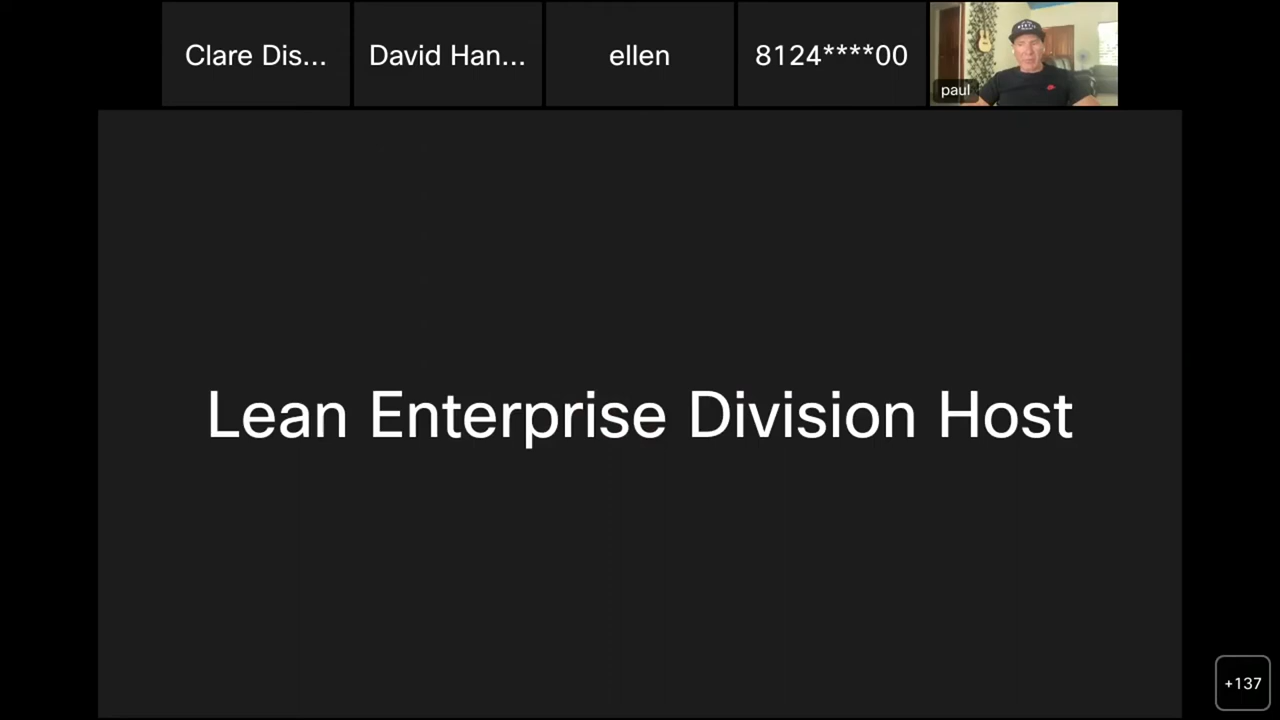 Clare Dis...
David Han...
ellen
8124****00
paul
Lean Enterprise Division Host
+137